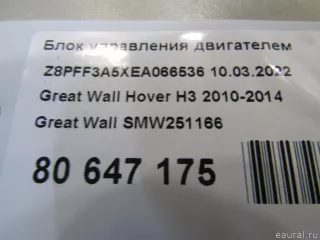 Блок управления двигателем
Z8PFF3A5XEA066536 10.03.2022
Great Wall Hover H3 2010-2014
Great Wall SMW251166
80 647 175
eaural.ru